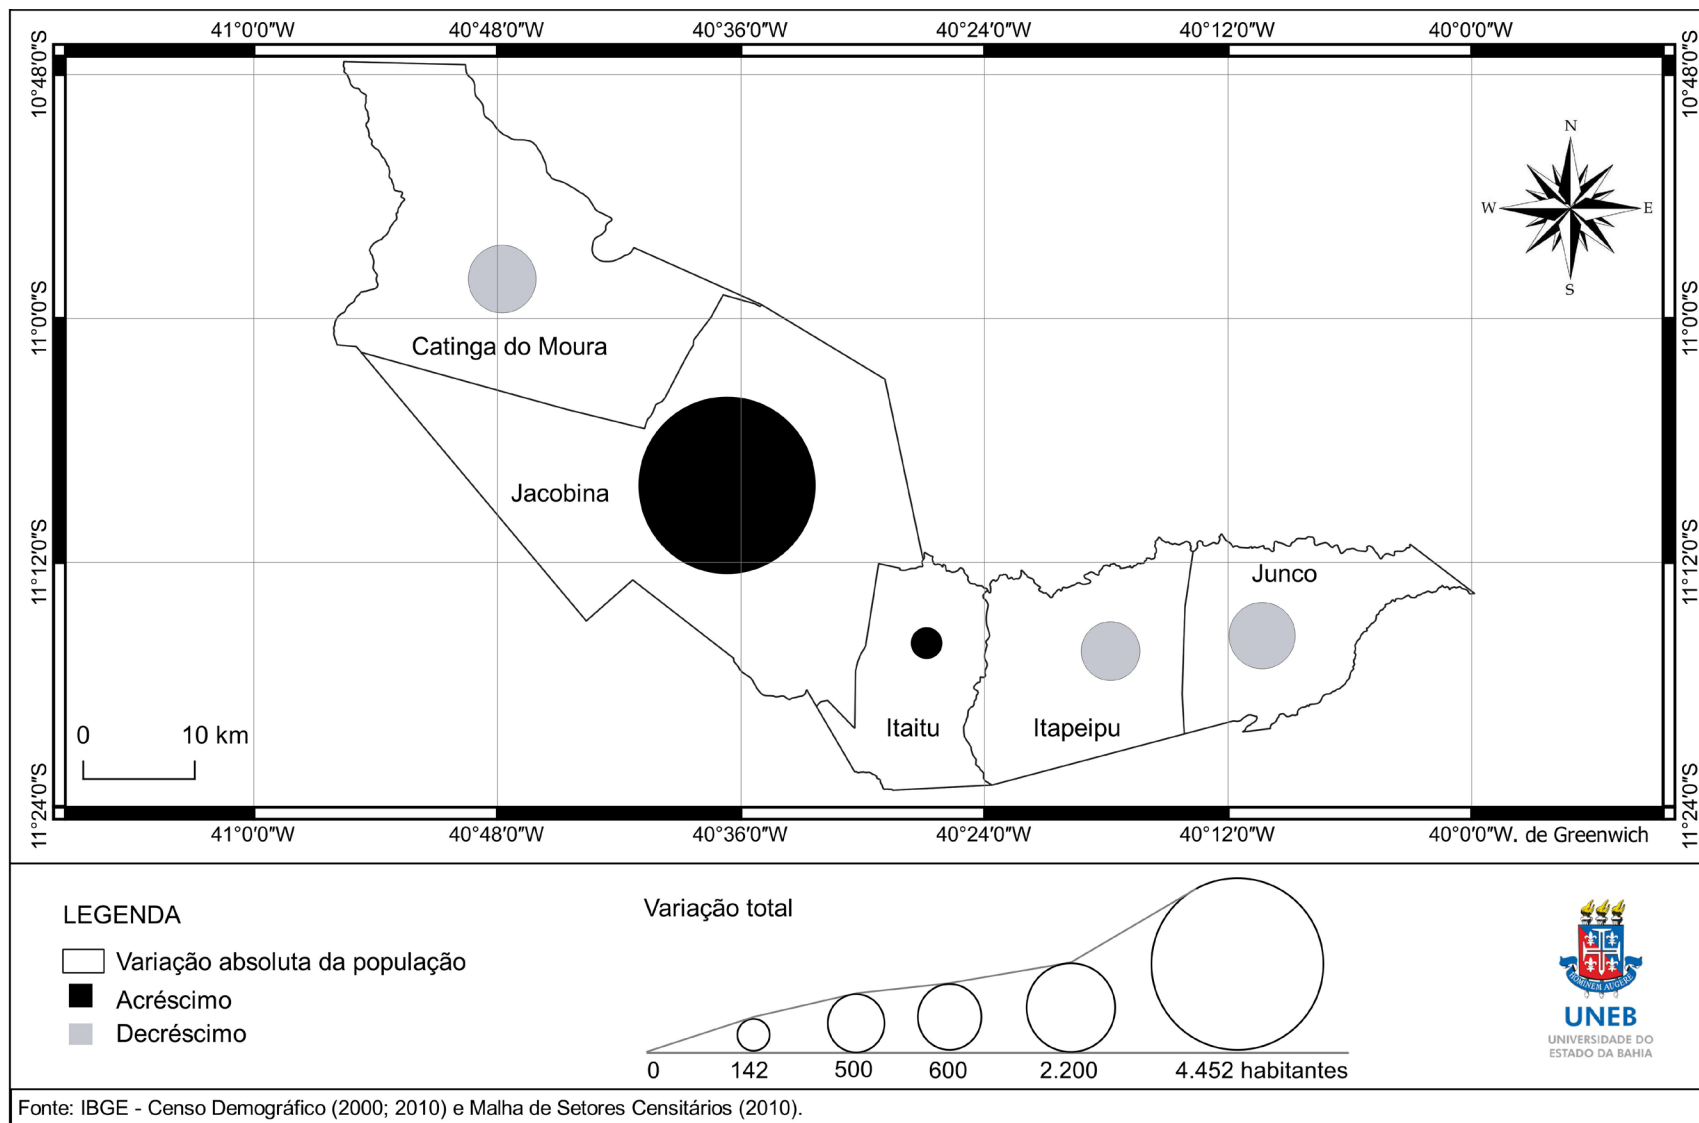 41°0'0"W 40°48'0"W 40°36'0"W 40°24'0"W 40°12'0"W 40°0'0"W
10°48'0"S
10°48'0"S
N
W
E
S
11°0'0"S
11°0'0"S
Catinga do Moura
Jacobina
11°12'0"S
11°12'0"S
Junco
Itaitu
Itapeipu
0 10 km
11°24'0"S
11°24'0"S
41°0'0"W 40°48'0"W 40°36'0"W 40°24'0"W 40°12'0"W 40°0'0"W. de Greenwich
LEGENDA
Variação absoluta da população
Acréscimo
Decréscimo
Variação total
0 142 500 600 2.200 4.452 habitantes
HOMINEM AUGERE
UNEB
UNIVERSIDADE DO
ESTADO DA BAHIA
Fonte: IBGE - Censo Demográfico (2000; 2010) e Malha de Setores Censitários (2010).